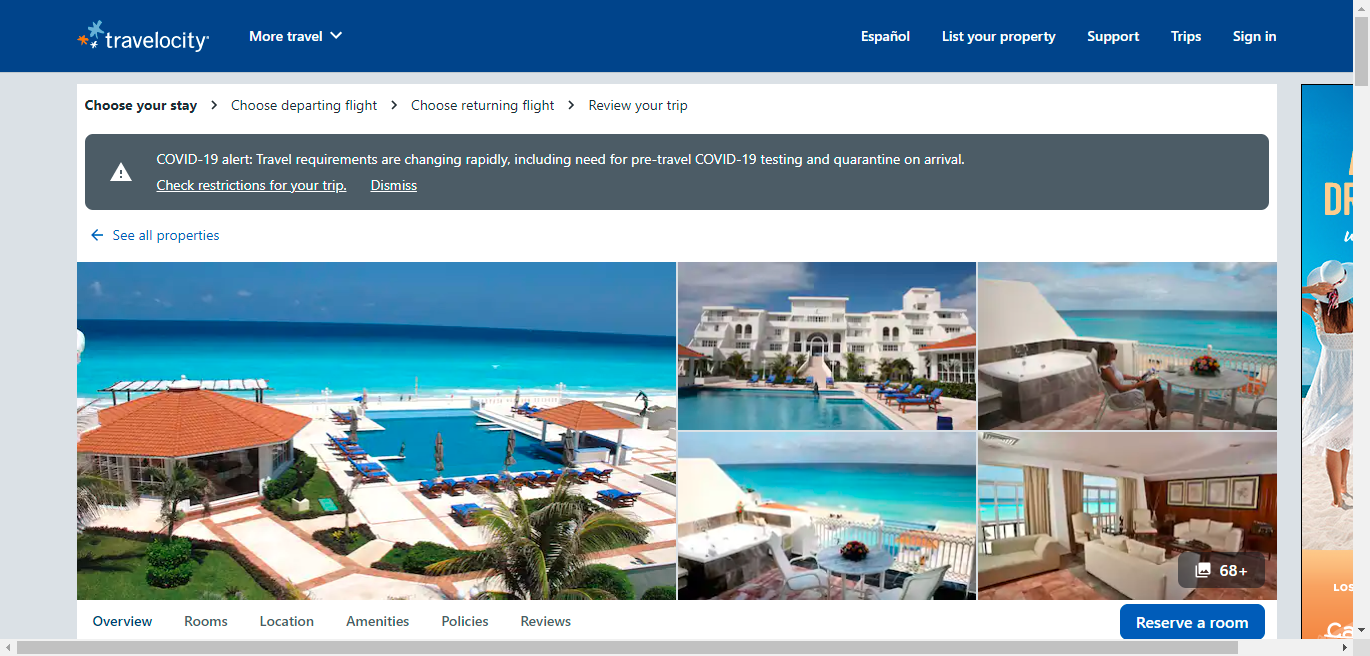 travelocity
More travel
Español
List your property
Support
Trips
Sign in
Choose your stay
Choose departing flight
Choose returning flight
Review your trip
COVID-19 alert: Travel requirements are changing rapidly, including need for pre-travel COVID-19 testing and quarantine on arrival.
Check restrictions for your trip.
Dismiss
See all properties
68+
Overview
Rooms
Location
Amenities
Policies
Reviews
Reserve a room
LOS